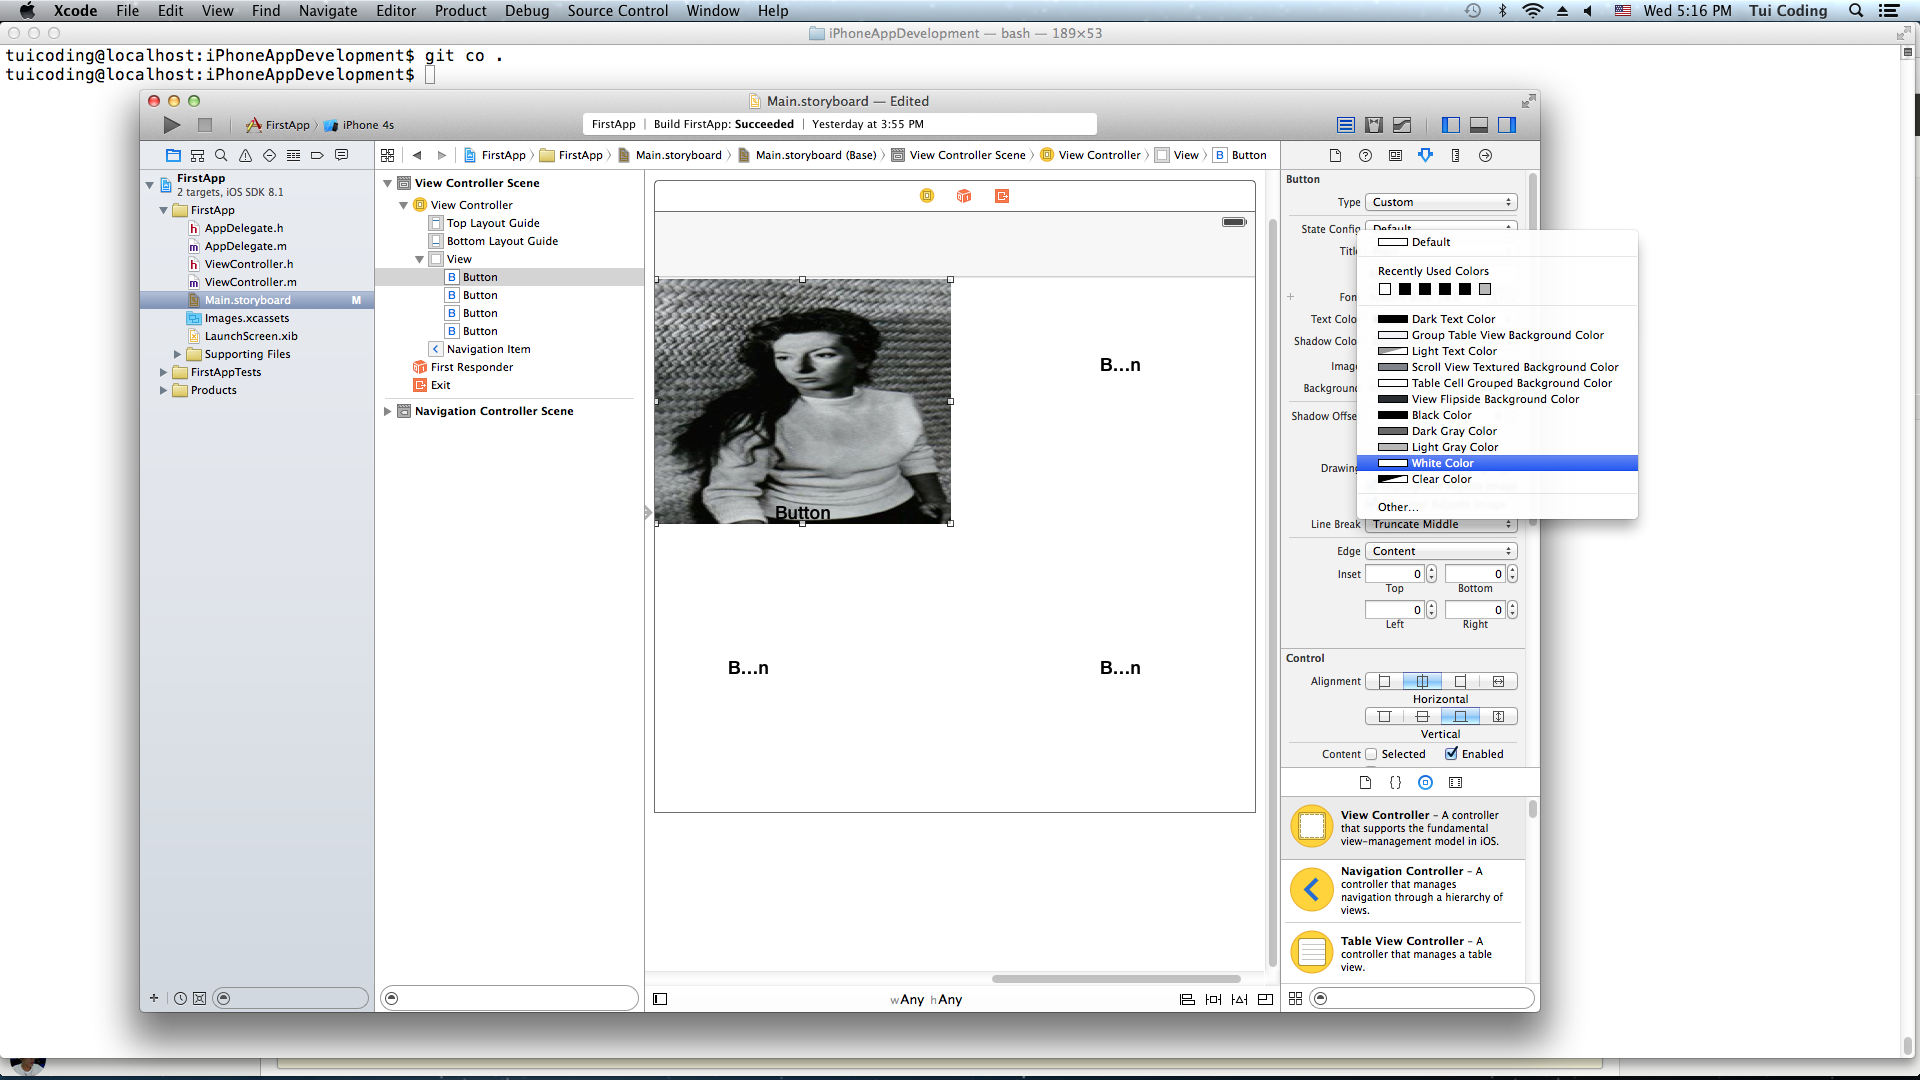 Xcode File Edit View Find Navigate Editor Product Debug Source Control Window Help Wed 5:16 PM Tui Coding
iPhoneAppDevelopment — bash — 189×53
tuicoding@localhost:iPhoneAppDevelopment$ git co .
tuicoding@localhost:iPhoneAppDevelopment$
Main.storyboard — Edited
FirstApp iPhone 4s
FirstApp Build FirstApp: Succeeded Yesterday at 3:55 PM
FirstApp FirstApp Main.storyboard Main.storyboard (Base) View Controller Scene View Controller View Button
FirstApp
2 targets, iOS SDK 8.1
FirstApp
AppDelegate.h
AppDelegate.m
ViewController.h
ViewController.m
Main.storyboard M
Images.xcassets
LaunchScreen.xib
Supporting Files
FirstAppTests
Products
View Controller Scene
View Controller
Top Layout Guide
Bottom Layout Guide
View
Button
Button
Button
Button
Navigation Item
First Responder
Exit
Navigation Controller Scene
Button
B...n
B...n
B...n
wAny hAny
Button
Type Custom
State Config Default
Text Colo
Shadow Colo
Image
Background
Shadow Offse
Drawing
Default
Recently Used Colors
Dark Text Color
Group Table View Background Color
Light Text Color
Scroll View Textured Background Color
Table Cell Grouped Background Color
View Flipside Background Color
Black Color
Dark Gray Color
Light Gray Color
White Color
Clear Color
Other...
Line Break Truncate Middle
Edge Content
Inset 0 0
Top Bottom
0 0
Left Right
Control
Alignment
Horizontal
Vertical
Content Selected Enabled
View Controller – A controller
that supports the fundamental
view-management model in iOS.
Navigation Controller – A
controller that manages
navigation through a hierarchy of
views.
Table View Controller – A
controller that manages a table
view.